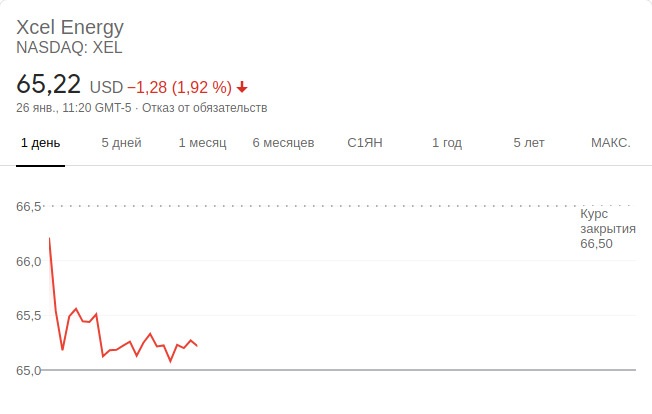 Xcel Energy
NASDAQ: XEL
65,22 USD −1,28 (1,92 %)
26 янв., 11:20 GMT-5 · Отказ от обязательств
1 день 5 дней 1 месяц 6 месяцев С1ЯН 1 год 5 лет МАКС.
66,5
Курс
закрытия
66,50
66,0
65,5
65,0